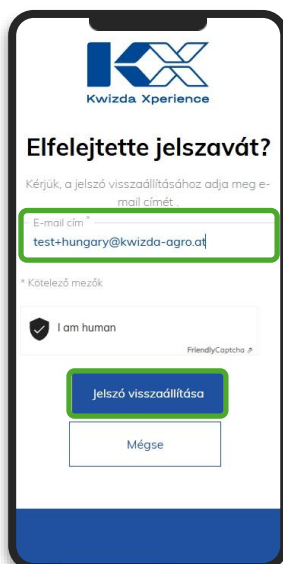 KX
Kwizda Xperience
Elfelejtette jelszavát?
Kérjük, a jelszó visszaállításához adja meg e-
mail címét .
E-mail cím *
test+hungary@kwizda-agro.at
* Kötelező mezők
I am human
FriendlyCaptcha ⇗
Jelszó visszaállítása
Mégse